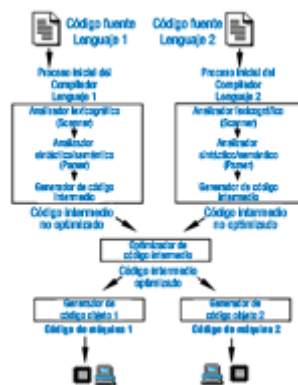 Código fuente
Lenguaje 1
Código fuente
Lenguaje 2
Proceso inicial del
Compilador
Lenguaje 1
Proceso inicial del
Compilador
Lenguaje 2
Analizador lexicográfico
(Scanner)
Analizador
sintáctico/semántico
(Parser)
Generador de código
Intermedio
Analizador lexicográfico
(Scanner)
Analizador
sintáctico/semántico
(Parser)
Generador de código
Intermedio
Código intermedio
no optimizado
Código intermedio
no optimizado
Optimizador de
código intermedio
Código intermedio
optimizado
Generador de
código objeto 1
Generador de
código objeto 2
Código de máquina 1
Código de máquina 2